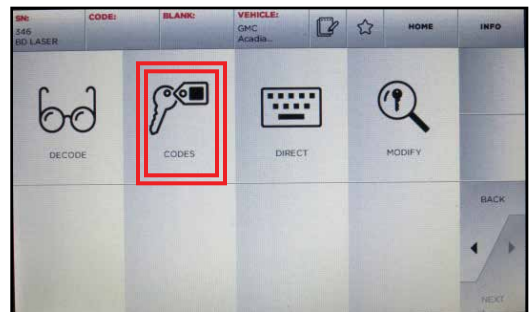 SN:
346
BD LASER
CODE:
BLANK:
VEHICLE:
GMC
Acadia...
HOME
INFO
DECODE
CODES
DIRECT
MODIFY
BACK
NEXT